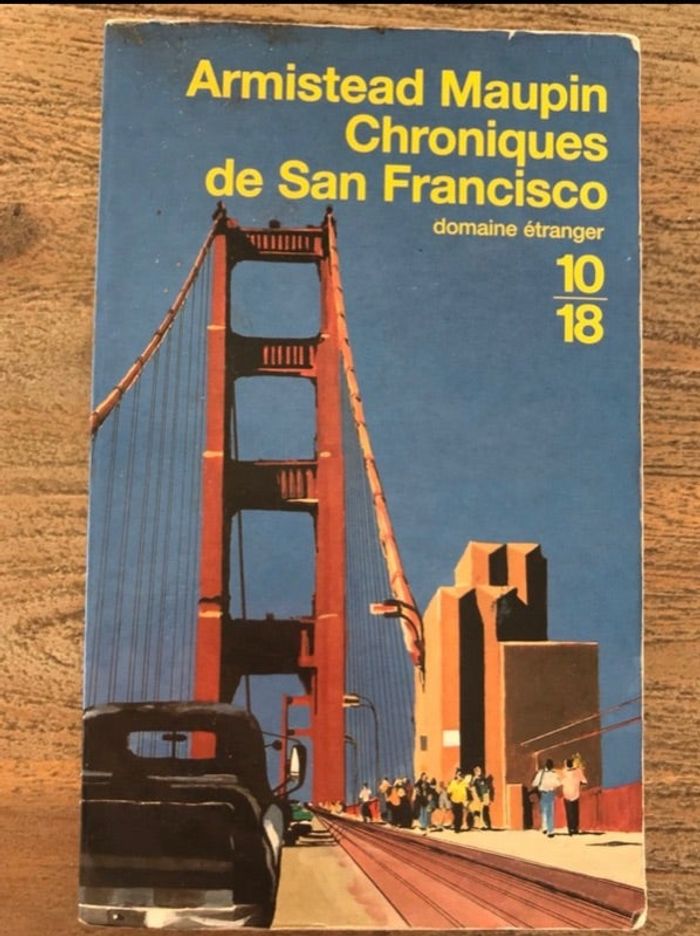 Armistead Maupin
Chroniques
de San Francisco
domaine étranger
10
18